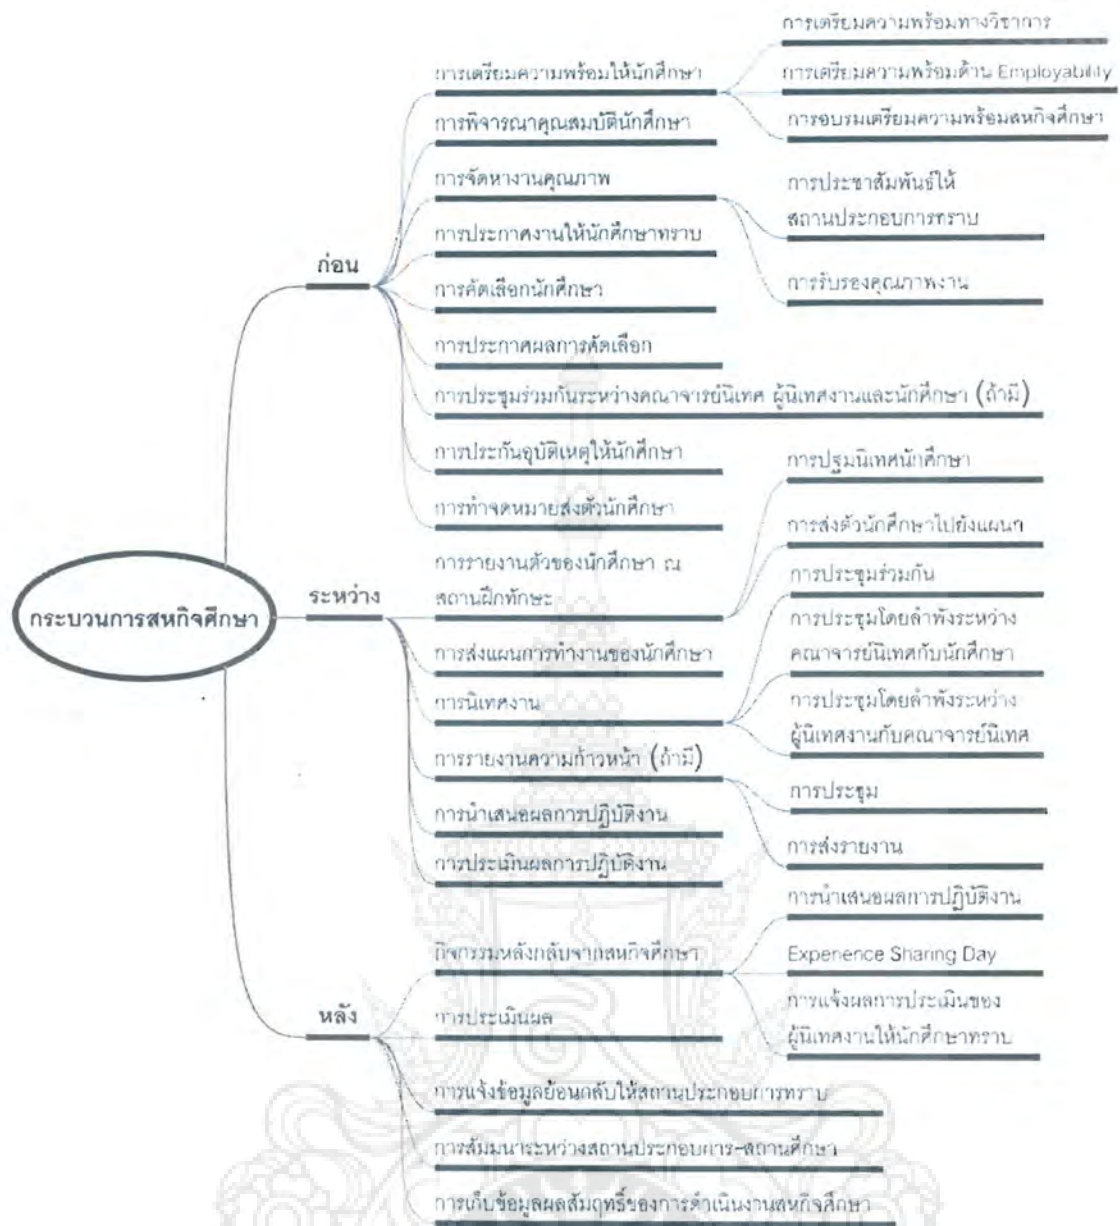 กระบวนการสหกิจศึกษา
ก่อน
การเตรียมความพร้อมให้นักศึกษา
การเตรียมความพร้อมทางวิชาการ
การเตรียมความพร้อมด้าน Employability
การอบรมเตรียมความพร้อมสหกิจศึกษา
การพิจารณาคุณสมบัตินักศึกษา
การจัดหางานคุณภาพ
การประชาสัมพันธ์ให้
สถานประกอบการทราบ
การรับรองคุณภาพงาน
การประกาศงานให้นักศึกษาทราบ
การคัดเลือกนักศึกษา
การประกาศผลการคัดเลือก
การประชุมร่วมกันระหว่างคณาจารย์นิเทศ ผู้นิเทศงานและนักศึกษา (ถ้ามี)
การประกันอุบัติเหตุให้นักศึกษา
การทำจดหมายส่งตัวนักศึกษา
ระหว่าง
การรายงานตัวของนักศึกษา ณ
สถานฝึกทักษะ
การปฐมนิเทศนักศึกษา
การส่งตัวนักศึกษาไปยังแผนก
การส่งแผนการทำงานของนักศึกษา
การนิเทศงาน
การประชุมร่วมกัน
การประชุมโดยลำพังระหว่าง
คณาจารย์นิเทศกับนักศึกษา
การประชุมโดยลำพังระหว่าง
ผู้นิเทศงานกับคณาจารย์นิเทศ
การรายงานความก้าวหน้า (ถ้ามี)
การประชุม
การส่งรายงาน
การนำเสนอผลการปฏิบัติงาน
การประเมินผลการปฏิบัติงาน
หลัง
กิจกรรมหลังกลับจากสหกิจศึกษา
การนำเสนอผลการปฏิบัติงาน
Experience Sharing Day
การแจ้งผลการประเมินของ
ผู้นิเทศงานให้นักศึกษาทราบ
การประเมินผล
การแจ้งข้อมูลย้อนกลับให้สถานประกอบการทราบ
การสัมมนาระหว่างสถานประกอบการ-สถานศึกษา
การเก็บข้อมูลผลสัมฤทธิ์ของการดำเนินงานสหกิจศึกษา